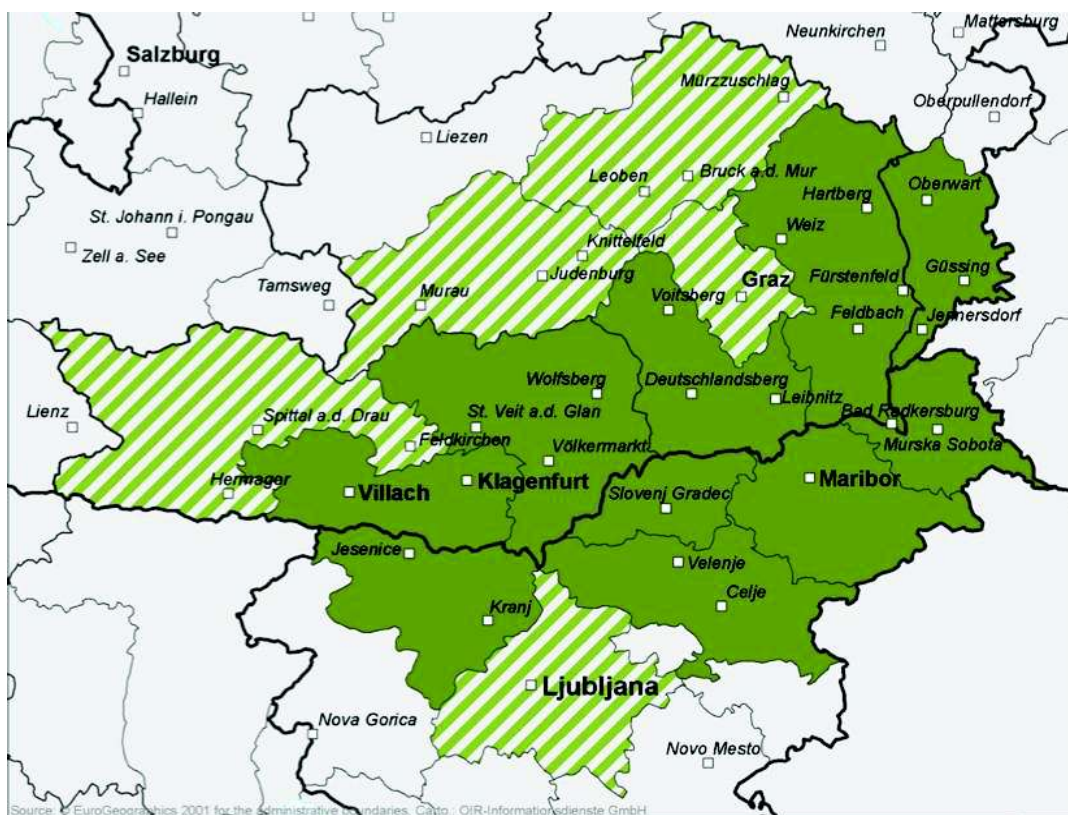 Mattersburg
Neunkirchen
Salzburg
Mürzzuschlag
Hallein
Oberpullendorf
Liezen
Bruck a.d. Mur
Leoben
Hartberg
Oberwart
St. Johann i. Pongau
Weiz
Zell a. See
Knittelfeld
Güssing
Judenburg
Fürstenfeld
Tamsweg
Murau
Voitsberg
Graz
Feldbach
Jennersdorf
Wolfsberg
Deutschlandsberg
Leibnitz
Lienz
Spittal a.d. Drau
St. Veit a.d. Glan
Bad Radkersburg
Feldkirchen
Völkermarkt
Murska Sobota
Hermagor
Villach
Klagenfurt
Maribor
Slovenj Gradec
Jesenice
Velenje
Celje
Kranj
Ljubljana
Nova Gorica
Novo Mesto
Source: © EuroGeographics 2001 for the administrative boundaries, Carto.: ÖIR-Informationsdienste GmbH